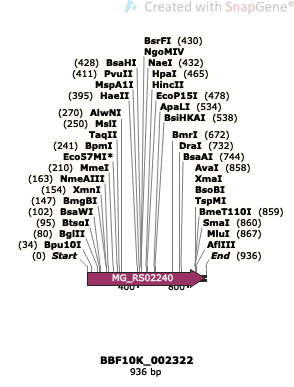 Created with SnapGene®
BsrFI (430)
NgoMIV
(428) BsaHI NaeI (432)
(411) PvuII HpaI (465)
MspA1I HincII
(395) HaeII EcoP15I (478)
ApaLI (534)
(270) AlwNI BsiHKAI (538)
(250) MslI
TaqII BmrI (672)
(241) BpmI DraI (732)
Eco57MI* BsaAI (744)
(210) MmeI AvaI (858)
(163) NmeAIII XmaI
(154) XmnI BsoBI
(147) BmgBI TspMI
(102) BsaWI BmeT110I (859)
(95) BtsαI SmaI (860)
(80) BglII MluI (867)
(34) Bpu10I AflIII
(0) Start End (936)
MG_RS02240
400 800
BBF10K_002322
936 bp